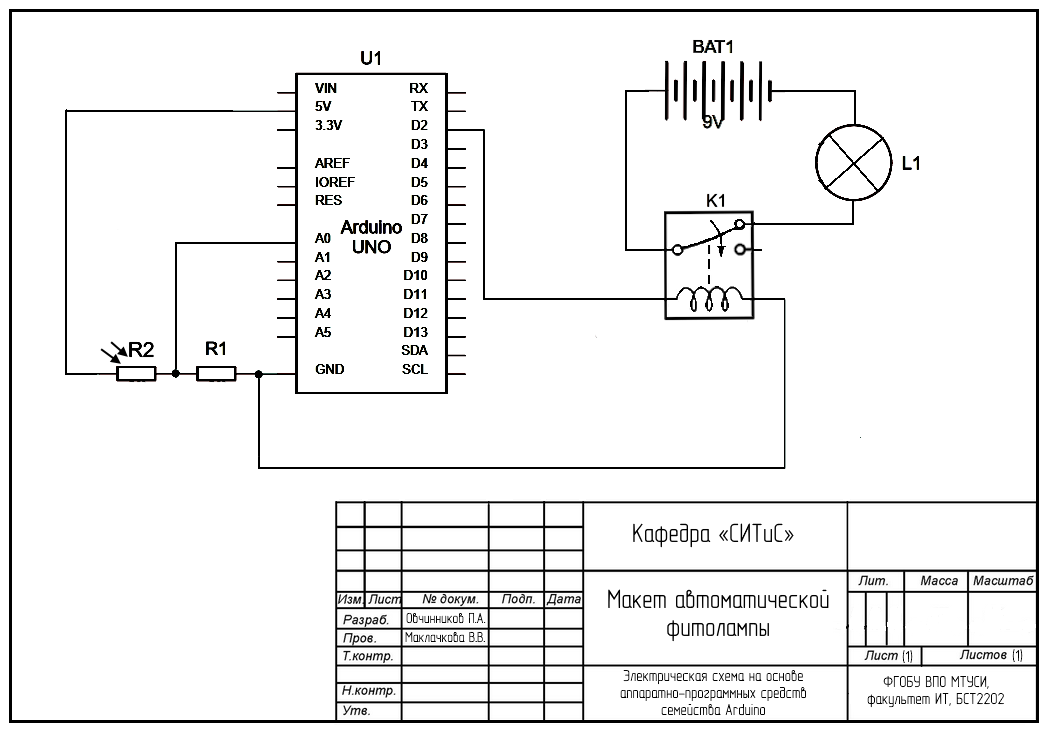 U1
BAT1
9V
L1
K1
VIN
5V
3.3V
AREF
IOREF
RES
A0
A1
A2
A3
A4
A5
GND
Arduino
UNO
RX
TX
D2
D3
D4
D5
D6
D7
D8
D9
D10
D11
D12
D13
SDA
SCL
R2
R1
Кафедра «СИТиС»
Изм. Лист № докум. Подп. Дата
Разраб. Овчинников П.А.
Пров. Маклачкова В.В.
Т.контр.
Н.контр.
Утв.
Макет автоматической
фитолампы
Лит. Масса Масштаб
Лист (1) Листов (1)
Электрическая схема на основе
аппаратно-программных средств
семейства Arduino
ФГОБУ ВПО МТУСИ,
факультет ИТ, БСТ2202